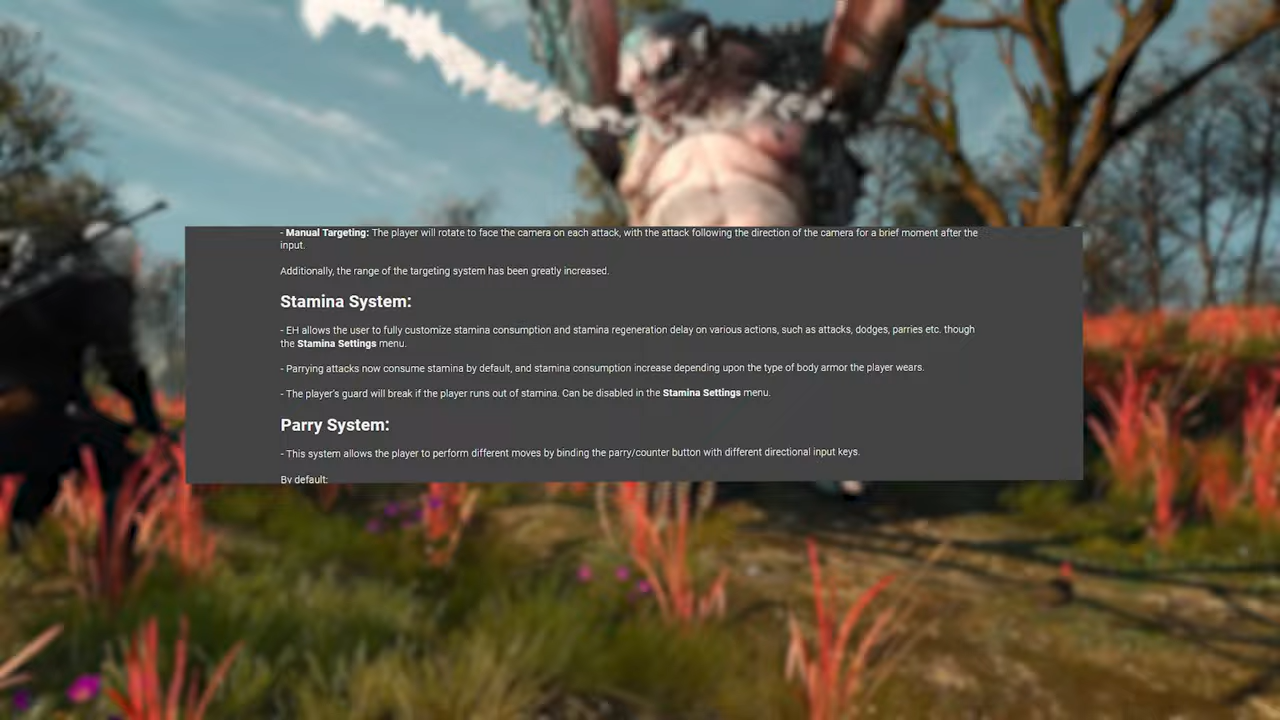 - Manual Targeting: The player will rotate to face the camera on each attack, with the attack following the direction of the camera for a brief moment after the
input.
Additionally, the range of the targeting system has been greatly increased.
Stamina System:
- EH allows the user to fully customize stamina consumption and stamina regeneration delay on various actions, such as attacks, dodges, parries etc. though
the Stamina Settings menu.
- Parrying attacks now consume stamina by default, and stamina consumption increase depending upon the type of body armor the player wears.
- The player's guard will break if the player runs out of stamina. Can be disabled in the Stamina Settings menu.
Parry System:
- This system allows the player to perform different moves by binding the parry/counter button with different directional input keys.
By default: